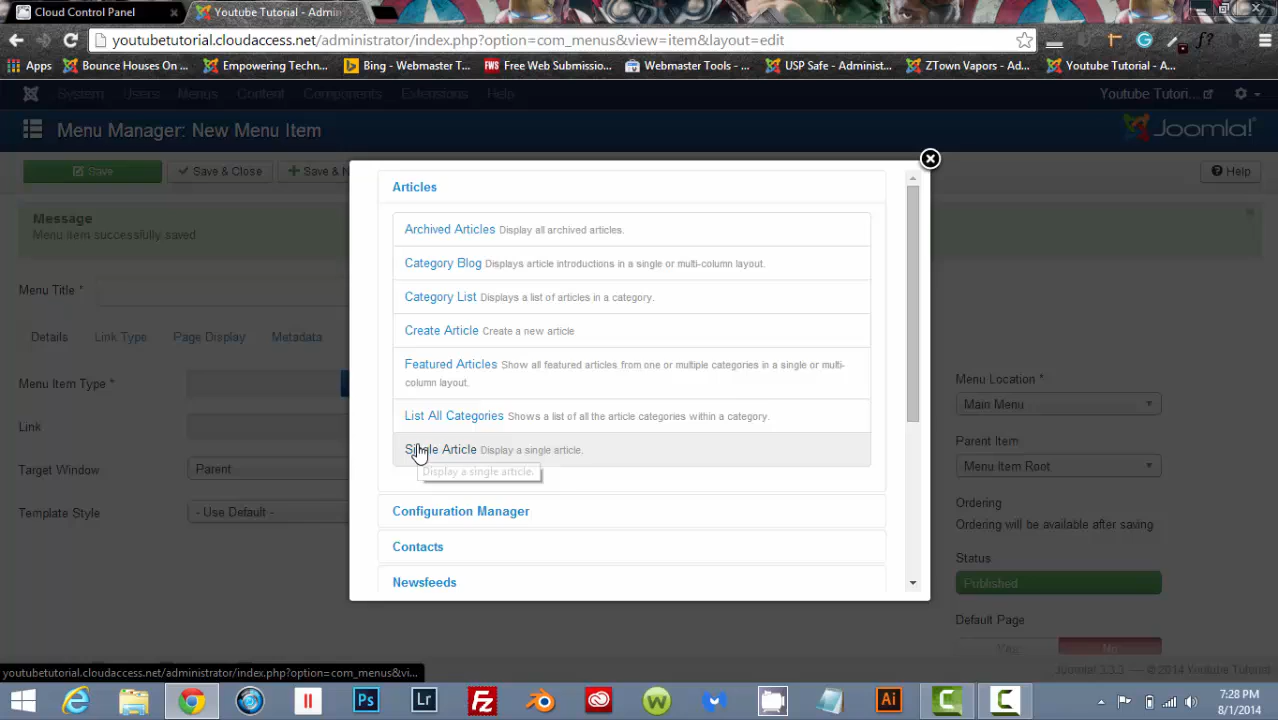 Cloud Control Panel
Youtube Tutorial - Admin
youtubetutorial.cloudaccess.net/administrator/index.php?option=com_menus&view=item&layout=edit
Apps Bounce Houses On ... Empowering Techn... Bing - Webmaster T... FWS Free Web Submissio... Webmaster Tools - ... USP Safe - Administ... ZTown Vapors - Ad... Youtube Tutorial - A...
System Users Menus Content Components Extensions Help Youtube Tutori...
Menu Manager: New Menu Item Joomla!
Save Save & Close Save & N Help
Message
Menu item successfully saved
Menu Title *
Details Link Type Page Display Metadata
Menu Item Type *
Link
Target Window Parent
Template Style - Use Default -
Articles
Archived Articles Display all archived articles.
Category Blog Displays article introductions in a single or multi-column layout.
Category List Displays a list of articles in a category.
Create Article Create a new article
Featured Articles Show all featured articles from one or multiple categories in a single or multi-
column layout.
List All Categories Shows a list of all the article categories within a category.
Single Article Display a single article.
Display a single article.
Configuration Manager
Contacts
Newsfeeds
Menu Location *
Main Menu
Parent Item
Menu Item Root
Ordering
Ordering will be available after saving
Status
Published
Default Page
Yes No
youtubetutorial.cloudaccess.net/administrator/index.php?option=com_menus&vi...
Joomla! 3.3.3 — © 2014 Youtube Tutorial
Ps Lr Fz W Ai C C
7:28 PM
8/1/2014